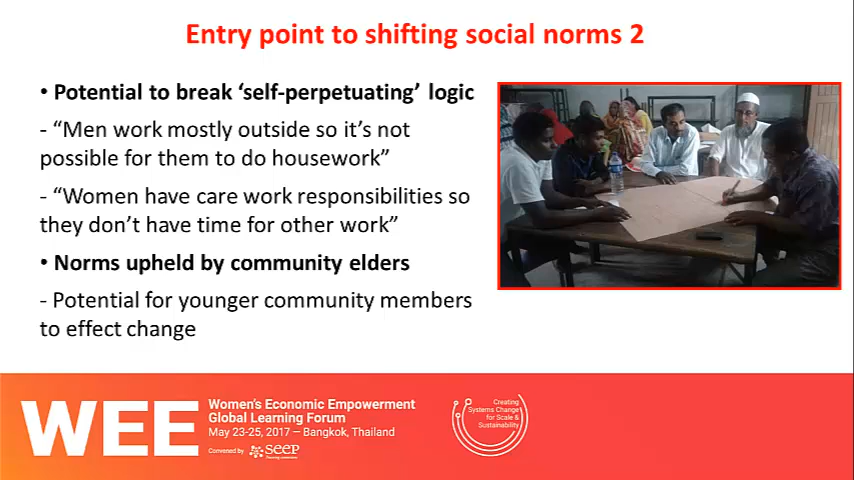 Entry point to shifting social norms 2
• Potential to break ‘self-perpetuating’ logic
- “Men work mostly outside so it’s not
possible for them to do housework”
- “Women have care work responsibilities so
they don’t have time for other work”
• Norms upheld by community elders
- Potential for younger community members
to effect change
WEE
Women's Economic Empowerment
Global Learning Forum
May 23-25, 2017 — Bangkok, Thailand
Convened by SEEP
Creating
Systems Change
for Scale &
Sustainability